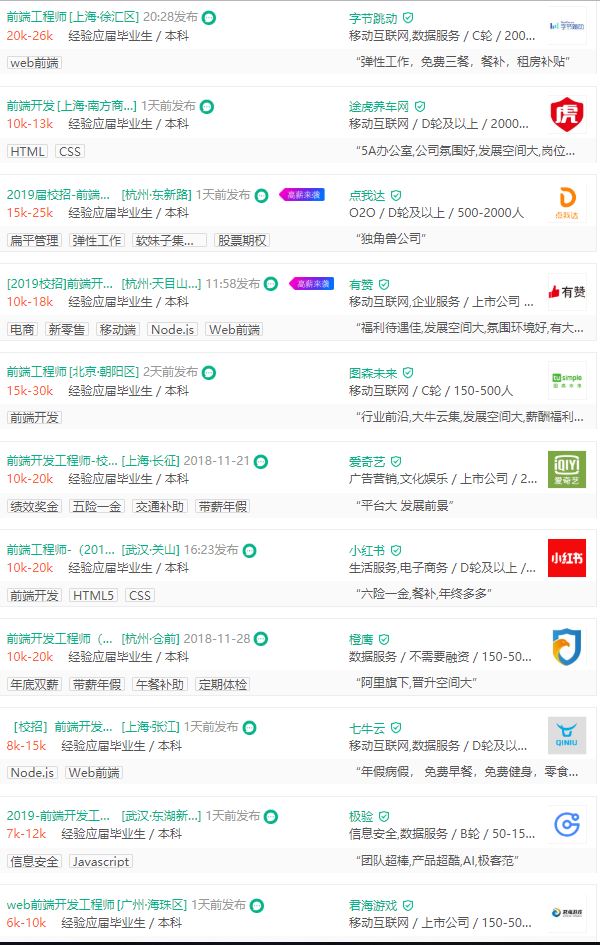 前端工程师 [上海·徐汇区] 20:28发布
字节跳动
20k-26k 经验应届毕业生 / 本科
移动互联网,数据服务 / C轮 / 200...
字节跳动
web前端
“弹性工作，免费三餐，餐补，租房补贴”
前端开发 [上海·南方商...] 1天前发布
途虎养车网
10k-13k 经验应届毕业生 / 本科
移动互联网 / D轮及以上 / 2000...
虎
HTML CSS
“5A办公室,公司氛围好,发展空间大,岗位...
2019届校招-前端... [杭州·东新路] 1天前发布 高薪来袭
点我达
15k-25k 经验应届毕业生 / 本科
O2O / D轮及以上 / 500-2000人
点我达
扁平管理 弹性工作 软妹子集... 股票期权
“独角兽公司”
[2019校招]前端开... [杭州·天目山...] 11:58发布 高薪来袭
有赞
10k-18k 经验应届毕业生 / 本科
移动互联网,企业服务 / 上市公司 ...
有赞
电商 新零售 移动端 Node.js Web前端
“福利待遇佳,发展空间大,氛围环境好,有大...
前端工程师 [北京·朝阳区] 2天前发布
图森未来
15k-30k 经验应届毕业生 / 本科
移动互联网 / C轮 / 150-500人
tu simple
图森未来
前端开发
“行业前沿,大牛云集,发展空间大,薪酬福利...
前端开发工程师-校... [上海·长征] 2018-11-21
爱奇艺
10k-20k 经验应届毕业生 / 本科
广告营销,文化娱乐 / 上市公司 / 2...
iQIYI
爱奇艺
绩效奖金 五险一金 交通补助 带薪年假
“平台大 发展前景”
前端工程师-（201... [武汉·关山] 16:23发布
小红书
10k-20k 经验应届毕业生 / 本科
生活服务,电子商务 / D轮及以上 /...
小红书
前端开发 HTML5 CSS
“六险一金,餐补,年终多多”
前端开发工程师（... [杭州·仓前] 2018-11-28
橙鹰
10k-20k 经验应届毕业生 / 本科
数据服务 / 不需要融资 / 150-50...
年底双薪 带薪年假 午餐补助 定期体检
“阿里旗下,晋升空间大”
［校招］前端开发... [上海·张江] 1天前发布
七牛云
8k-15k 经验应届毕业生 / 本科
移动互联网,数据服务 / D轮及以...
QINIU
Node.js Web前端
“年假病假， 免费早餐，免费健身，零食...
2019-前端开发工... [武汉·东湖新...] 1天前发布
极验
7k-12k 经验应届毕业生 / 本科
信息安全,数据服务 / B轮 / 50-15...
信息安全 Javascript
“团队超棒,产品超酷,AI,极客范”
web前端开发工程师 [广州·海珠区] 1天前发布
君海游戏
6k-10k 经验应届毕业生 / 本科
移动互联网 / 上市公司 / 150-50...
君海游戏